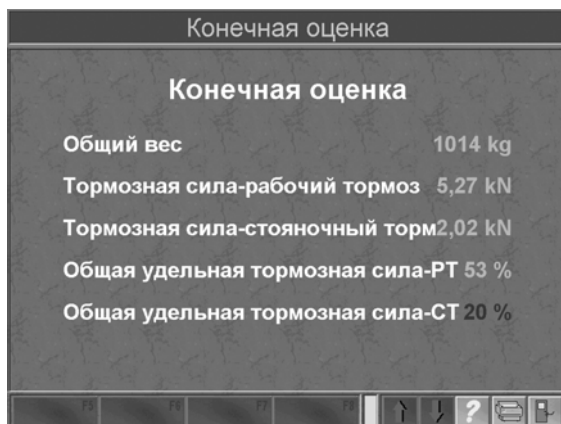 Конечная оценка
Конечная оценка
Общий вес 1014 kg
Тормозная сила-рабочий тормоз 5,27 kN
Тормозная сила-стояночный торм2,02 kN
Общая удельная тормозная сила-РТ 53 %
Общая удельная тормозная сила-СТ 20 %
F5 F6 F7 F8 ?